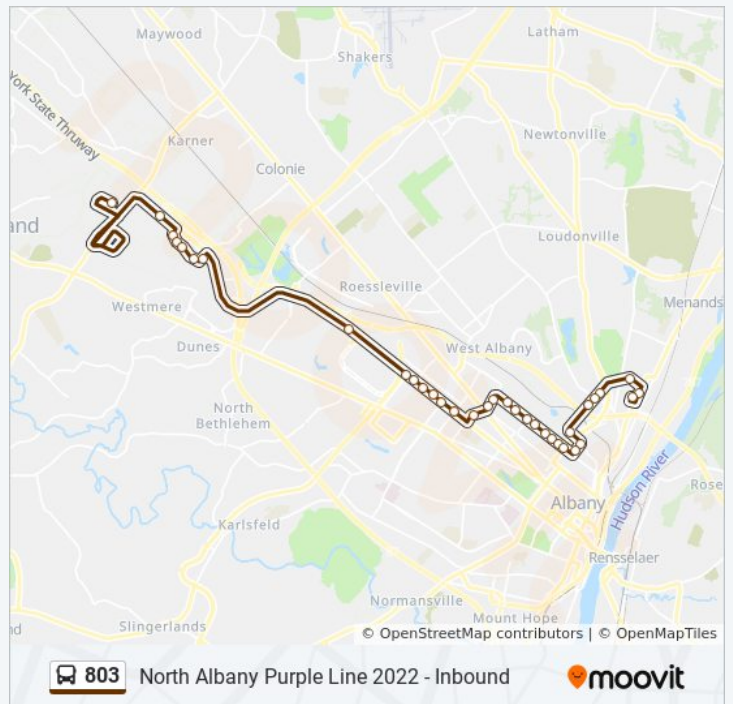 Maywood
Latham
Shakers
York State Thruway
Karner
Newtonville
Colonie
and
Loudonville
Roessleville
Menands
Westmere
Dunes
West Albany
North
Bethlehem
Rose
Albany
Hudson River
Karlsfeld
Rensselaer
Normansville
Mount Hope
nd
Slingerlands
© OpenStreetMap contributors | © OpenMapTiles
803 North Albany Purple Line 2022 - Inbound
moovit